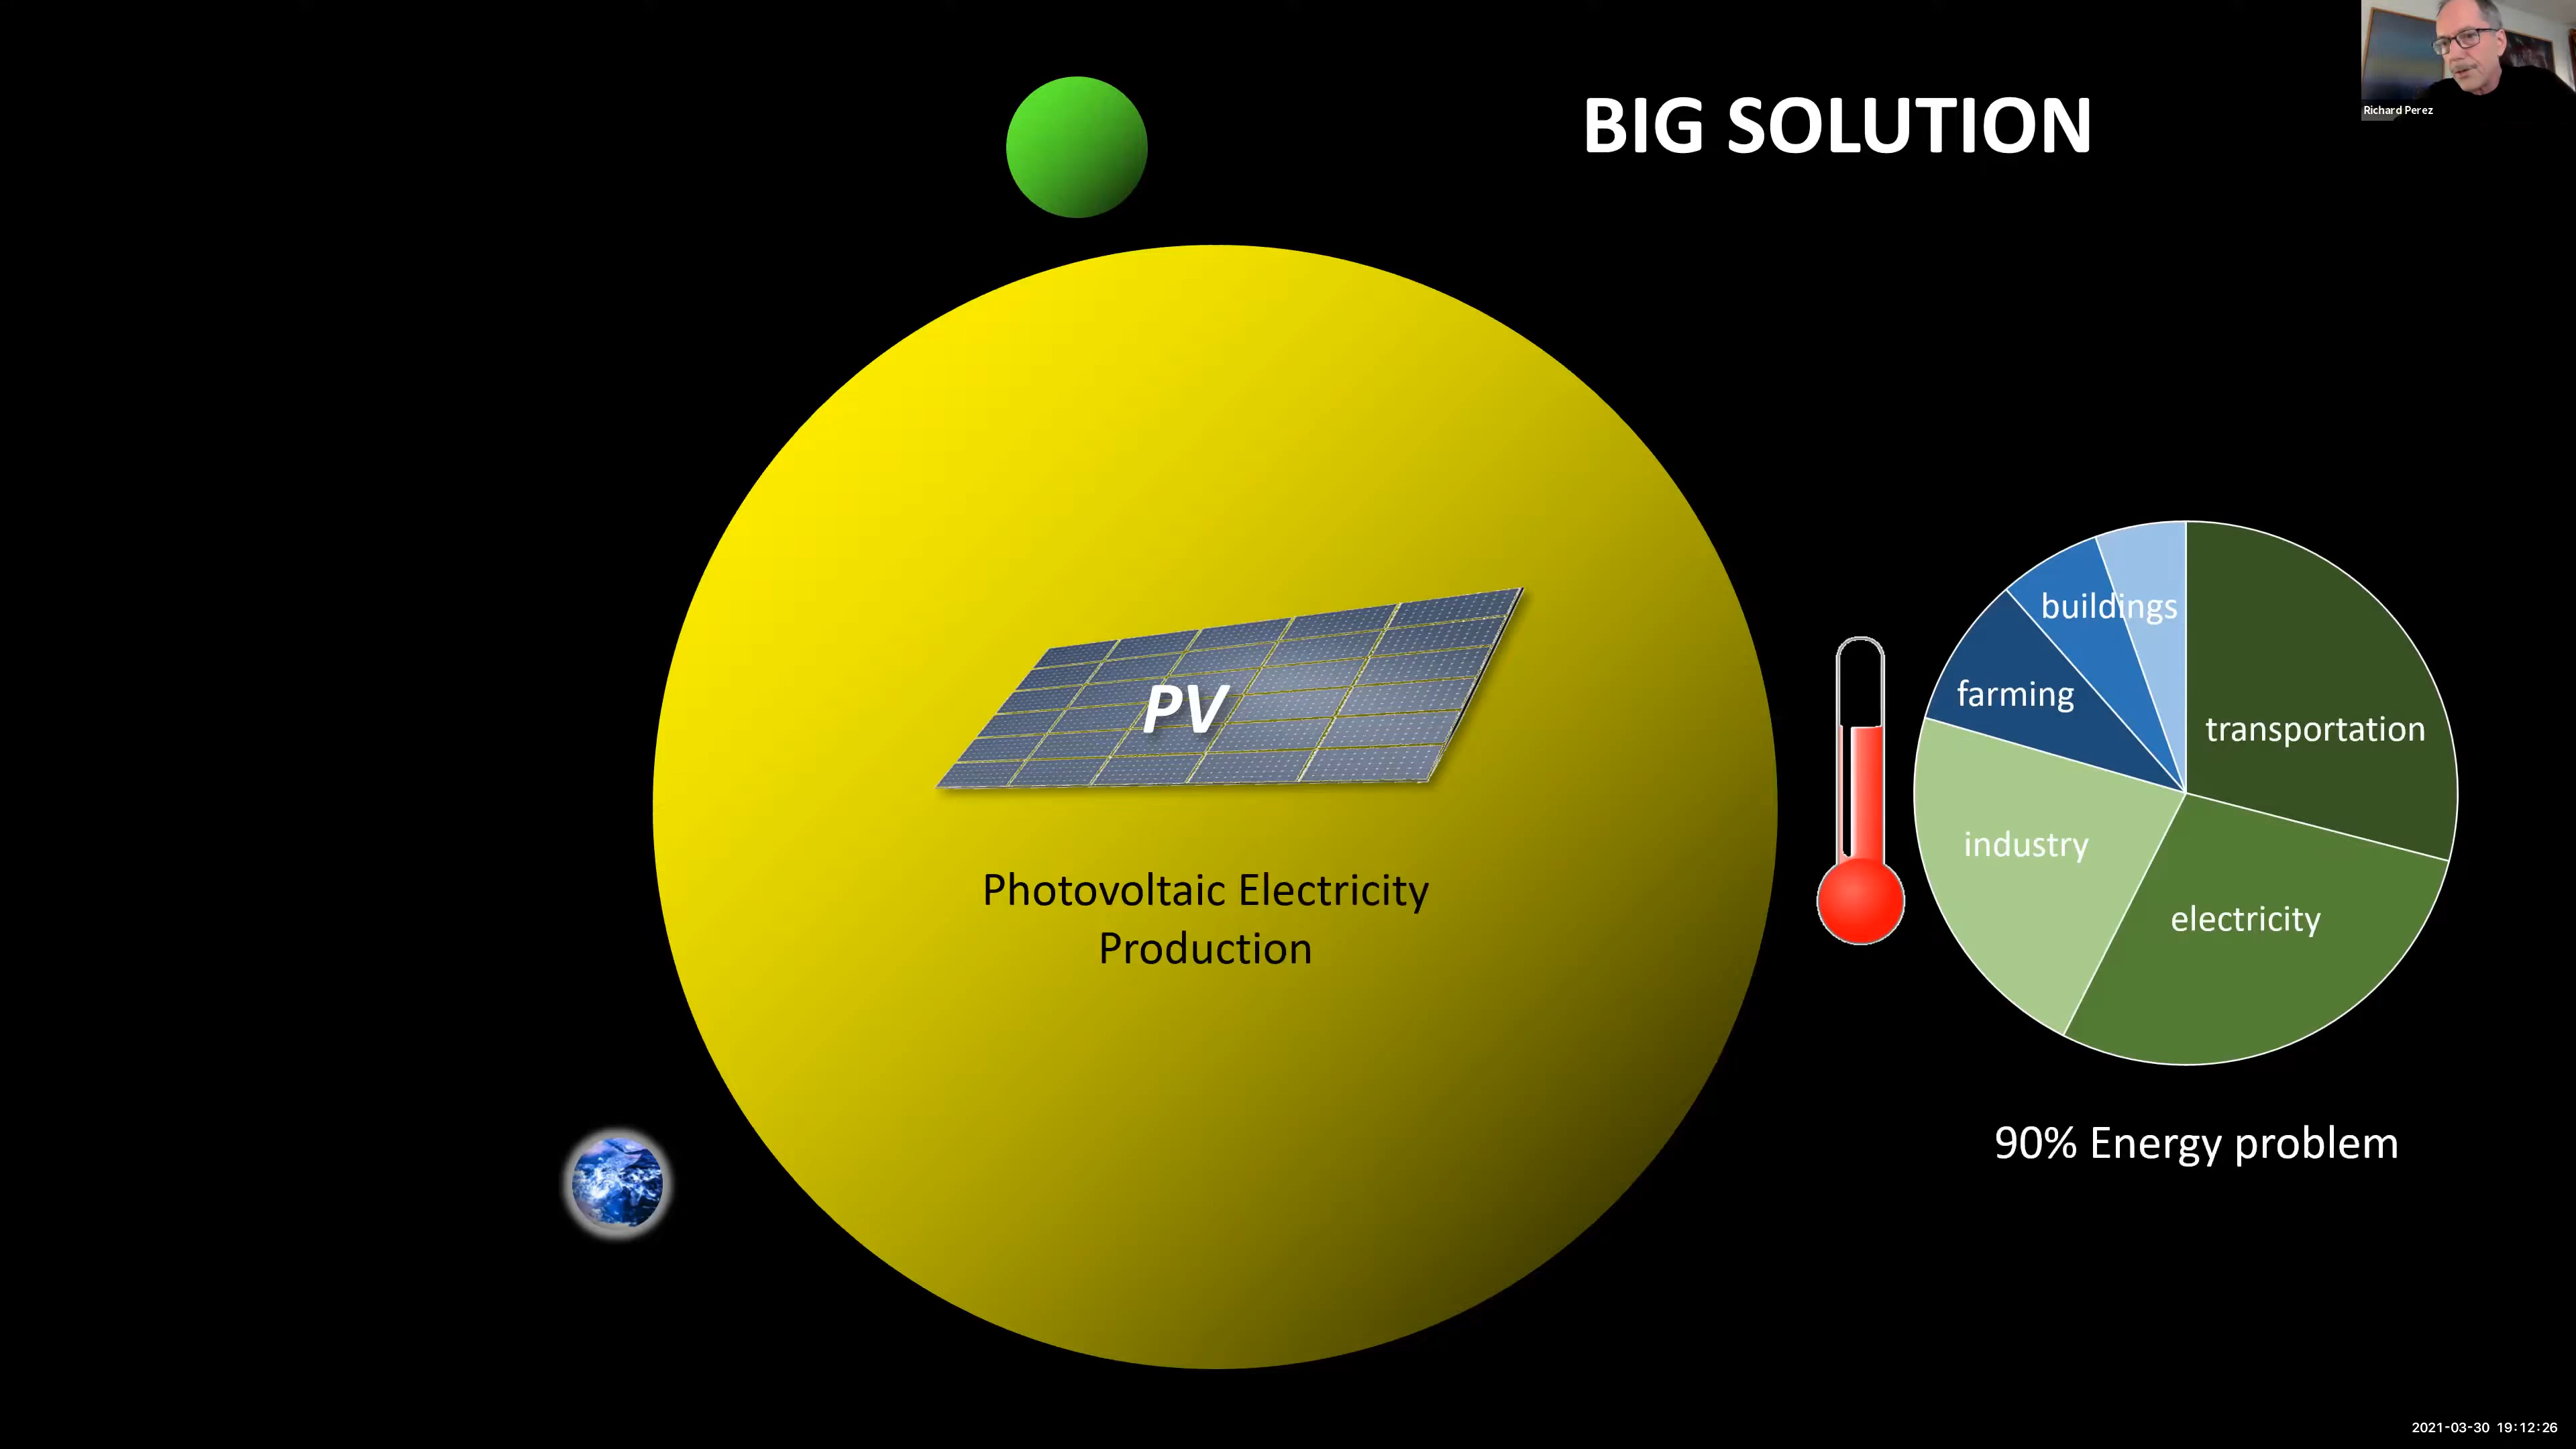 BIG SOLUTION
Richard Perez
PV
Photovoltaic Electricity
Production
buildings
farming
transportation
industry
electricity
90% Energy problem
2021-03-30 19:12:26